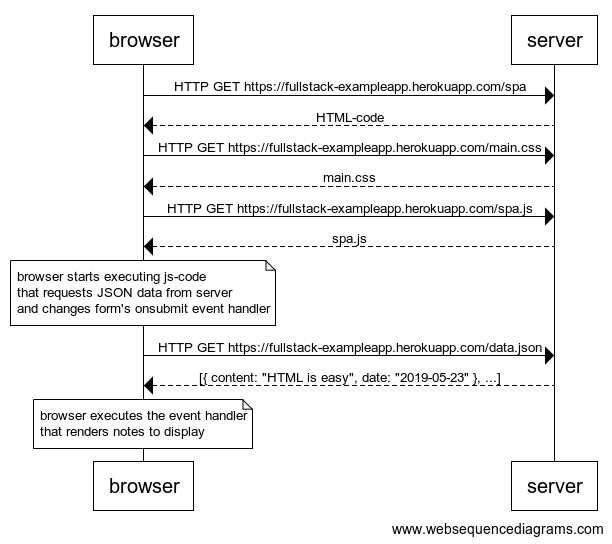 browser server
HTTP GET https://fullstack-exampleapp.herokuapp.com/spa
HTML-code
HTTP GET https://fullstack-exampleapp.herokuapp.com/main.css
main.css
HTTP GET https://fullstack-exampleapp.herokuapp.com/spa.js
spa.js
browser starts executing js-code
that requests JSON data from server
and changes form's onsubmit event handler
HTTP GET https://fullstack-exampleapp.herokuapp.com/data.json
[{ content: "HTML is easy", date: "2019-05-23" }, ...]
browser executes the event handler
that renders notes to display
browser server
www.websequencediagrams.com